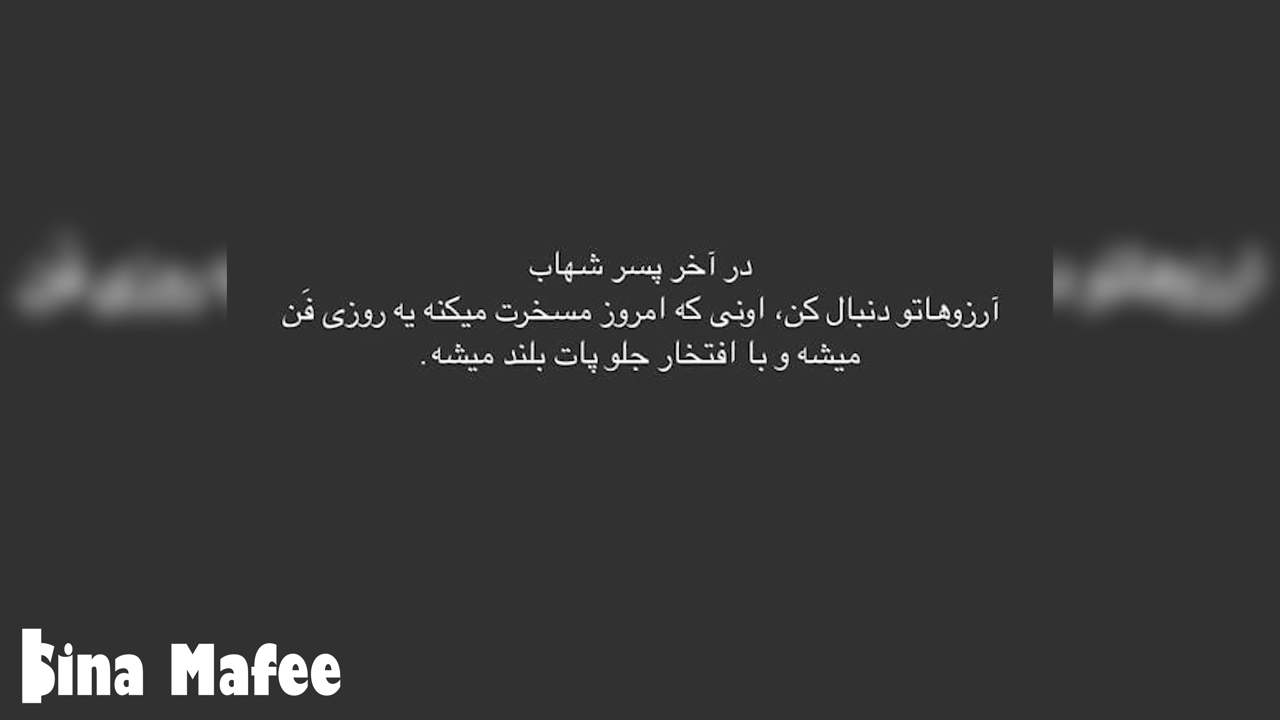 در آخر پسر شهاب
آرزوهاتو دنبال کن، اونی که امروز مسخرت میکنه یه روزی فَن
میشه و با افتخار جلو پات بلند میشه.
Sina Mafee